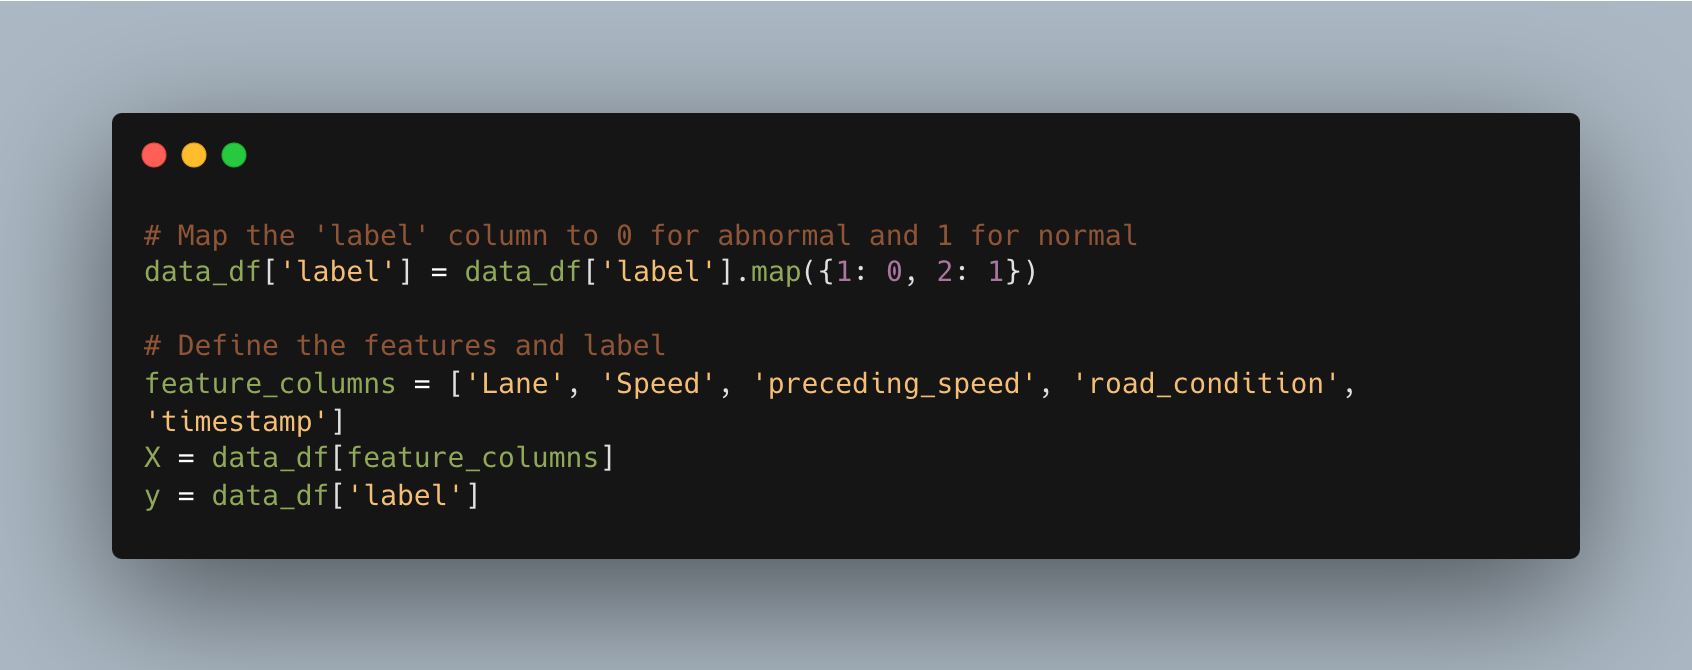 # Map the 'label' column to 0 for abnormal and 1 for normal
data_df['label'] = data_df['label'].map({1: 0, 2: 1})
# Define the features and label
feature_columns = ['Lane', 'Speed', 'preceding_speed', 'road_condition',
'timestamp']
X = data_df[feature_columns]
y = data_df['label']